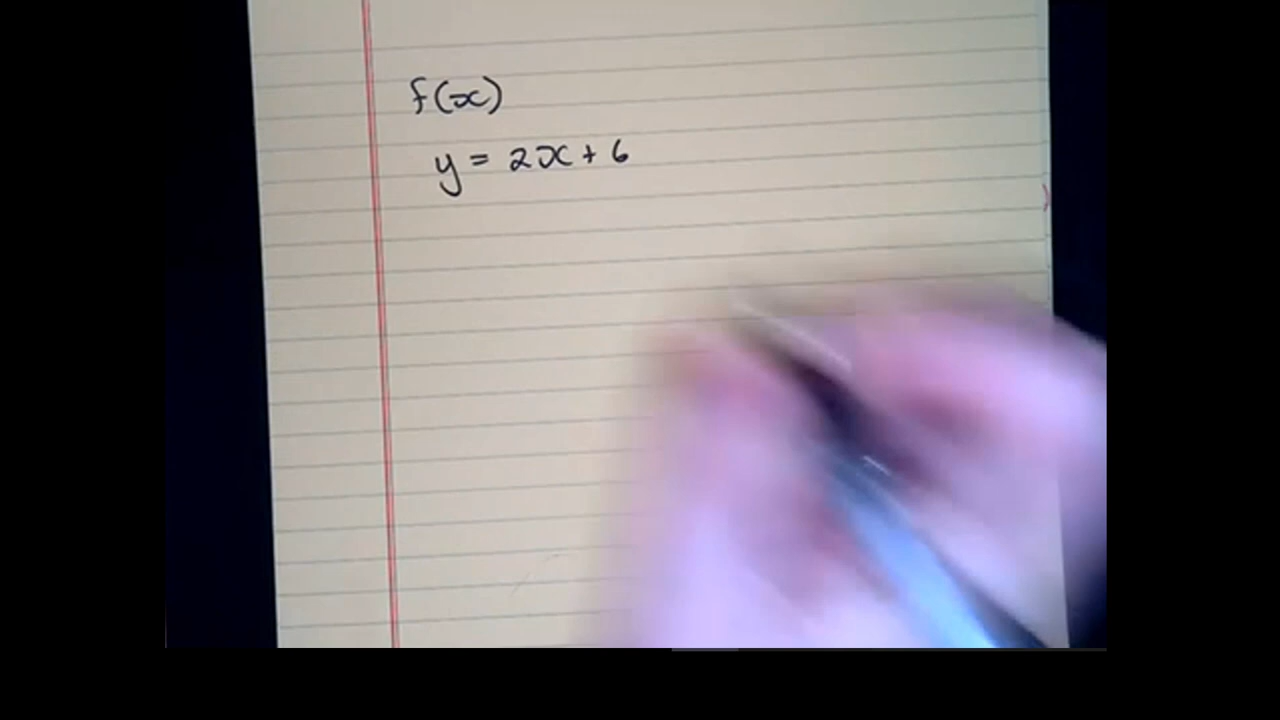 f(x)
y = 2x + 6